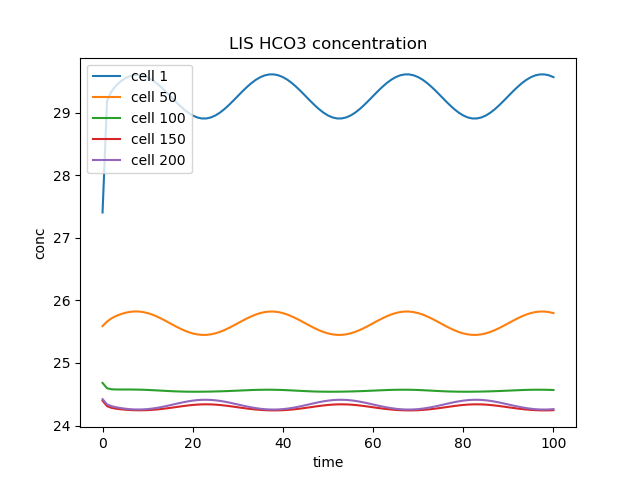 LIS HCO3 concentration
cell 1
cell 50
cell 100
cell 150
cell 200
conc
29
28
27
26
25
24
0 20 40 60 80 100
time